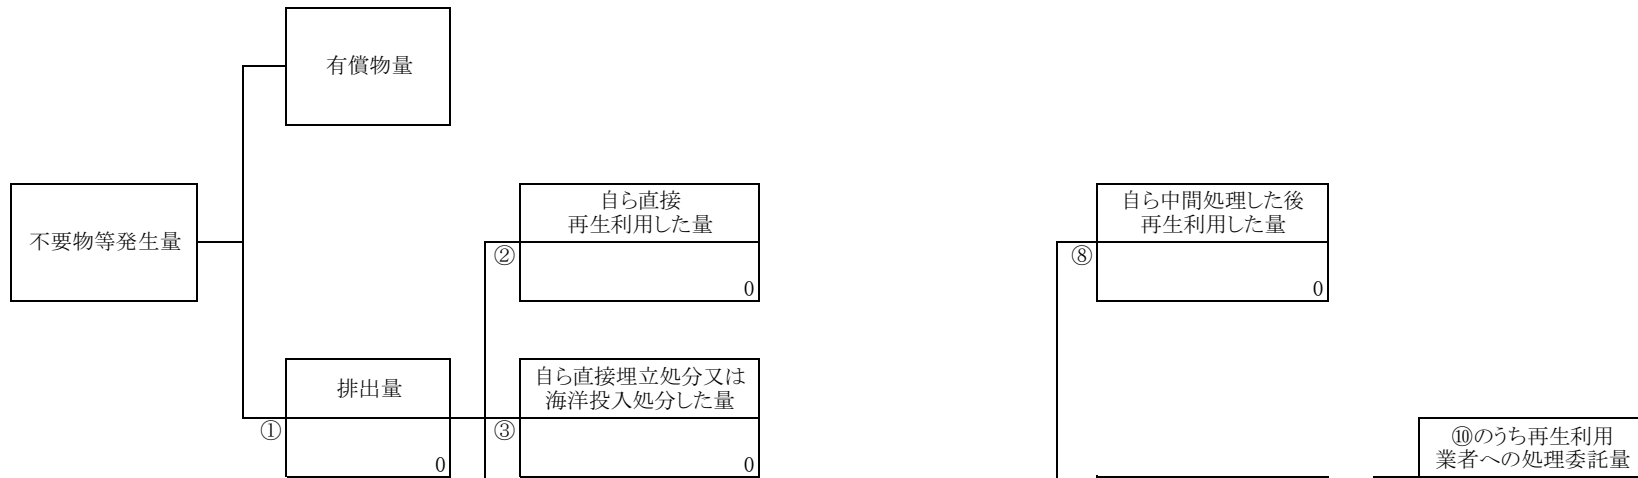 有償物量
不要物等発生量
自ら直接
再生利用した量
②
0
自ら中間処理した後
再生利用した量
⑧
0
排出量
①
0
自ら直接埋立処分又は
海洋投入処分した量
③
0
⑩のうち再生利用
業者への処理委託量